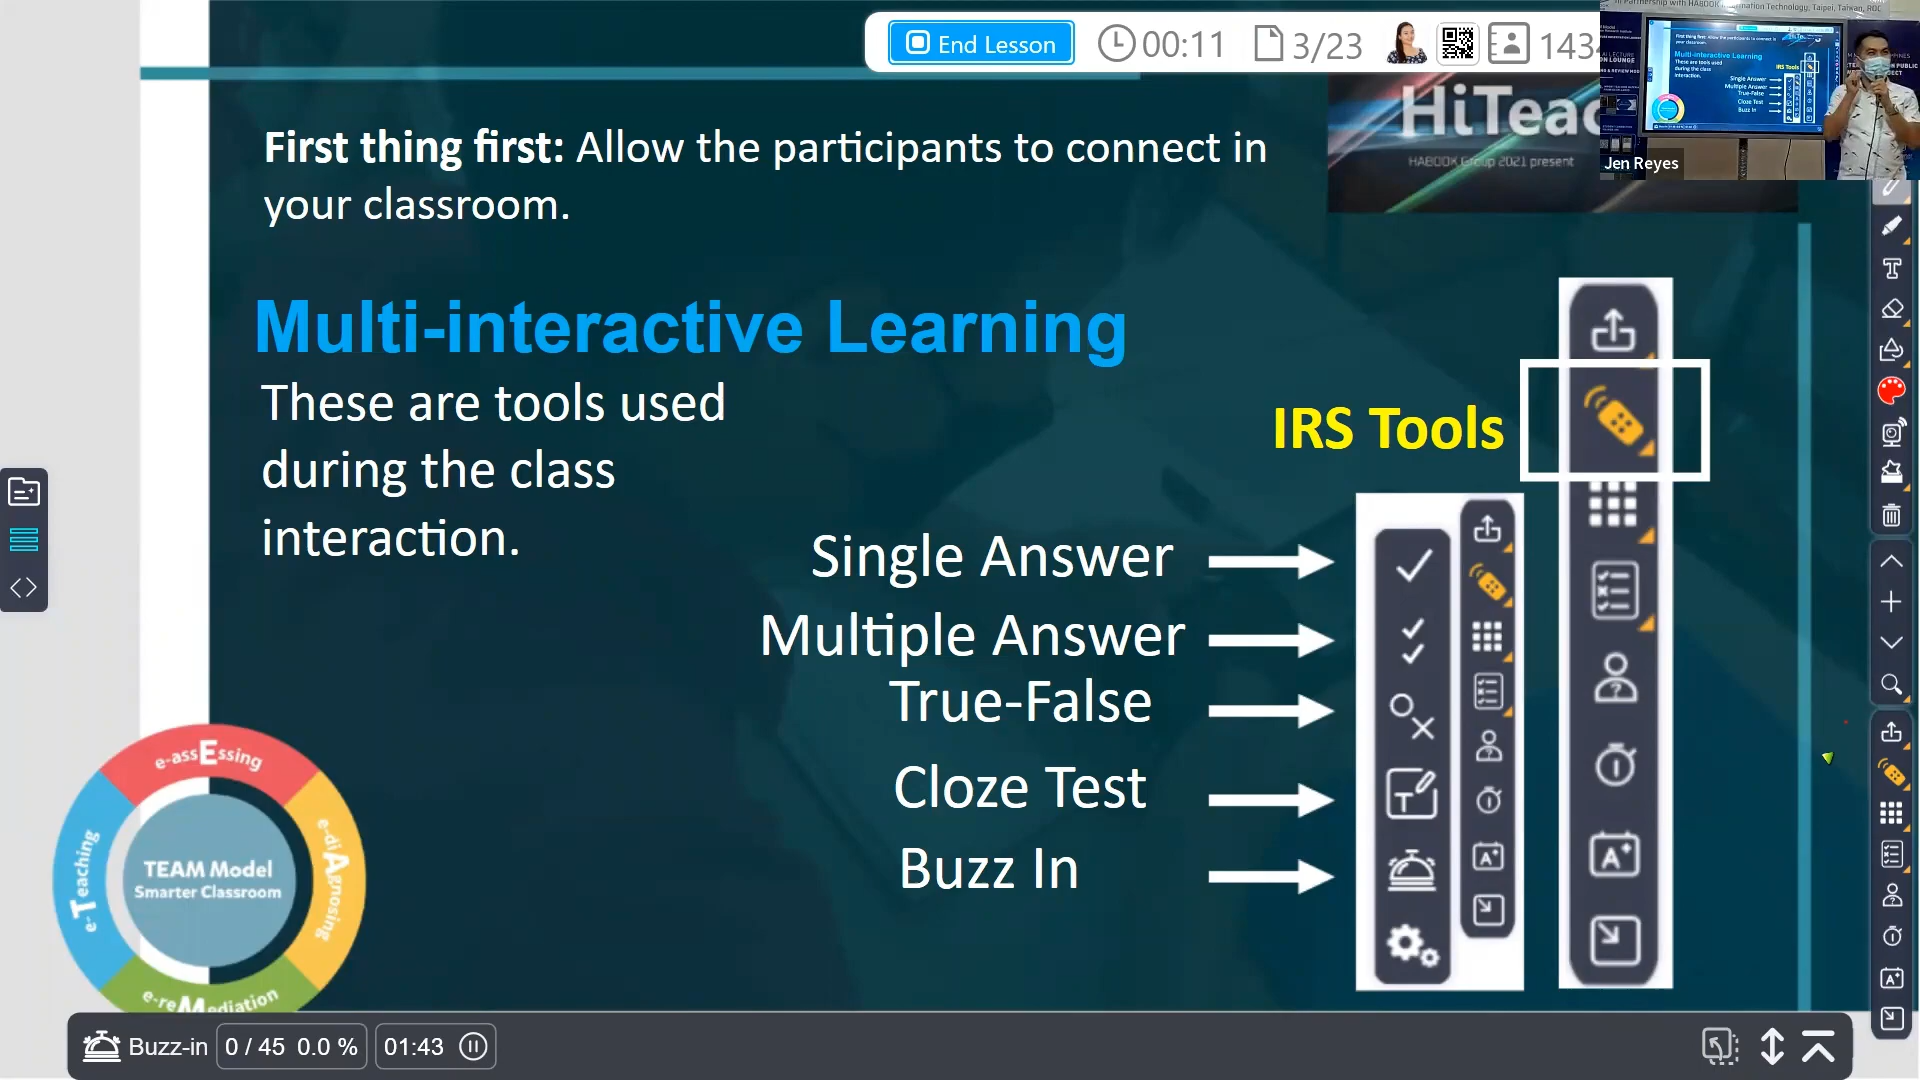 End Lesson
00:11
3/23
143
First thing first: Allow the participants to connect in
your classroom.
HiTeac
HABOOK Group 2021 present
Jen Reyes
Multi-interactive Learning
These are tools used
during the class
interaction.
IRS Tools
Single Answer
Multiple Answer
True-False
Cloze Test
Buzz In
e-assEssing
e-Teaching
e-diAgnosing
e-reMediation
TEAM Model
Smarter Classroom
Buzz-in
0 / 45 0.0 %
01:43